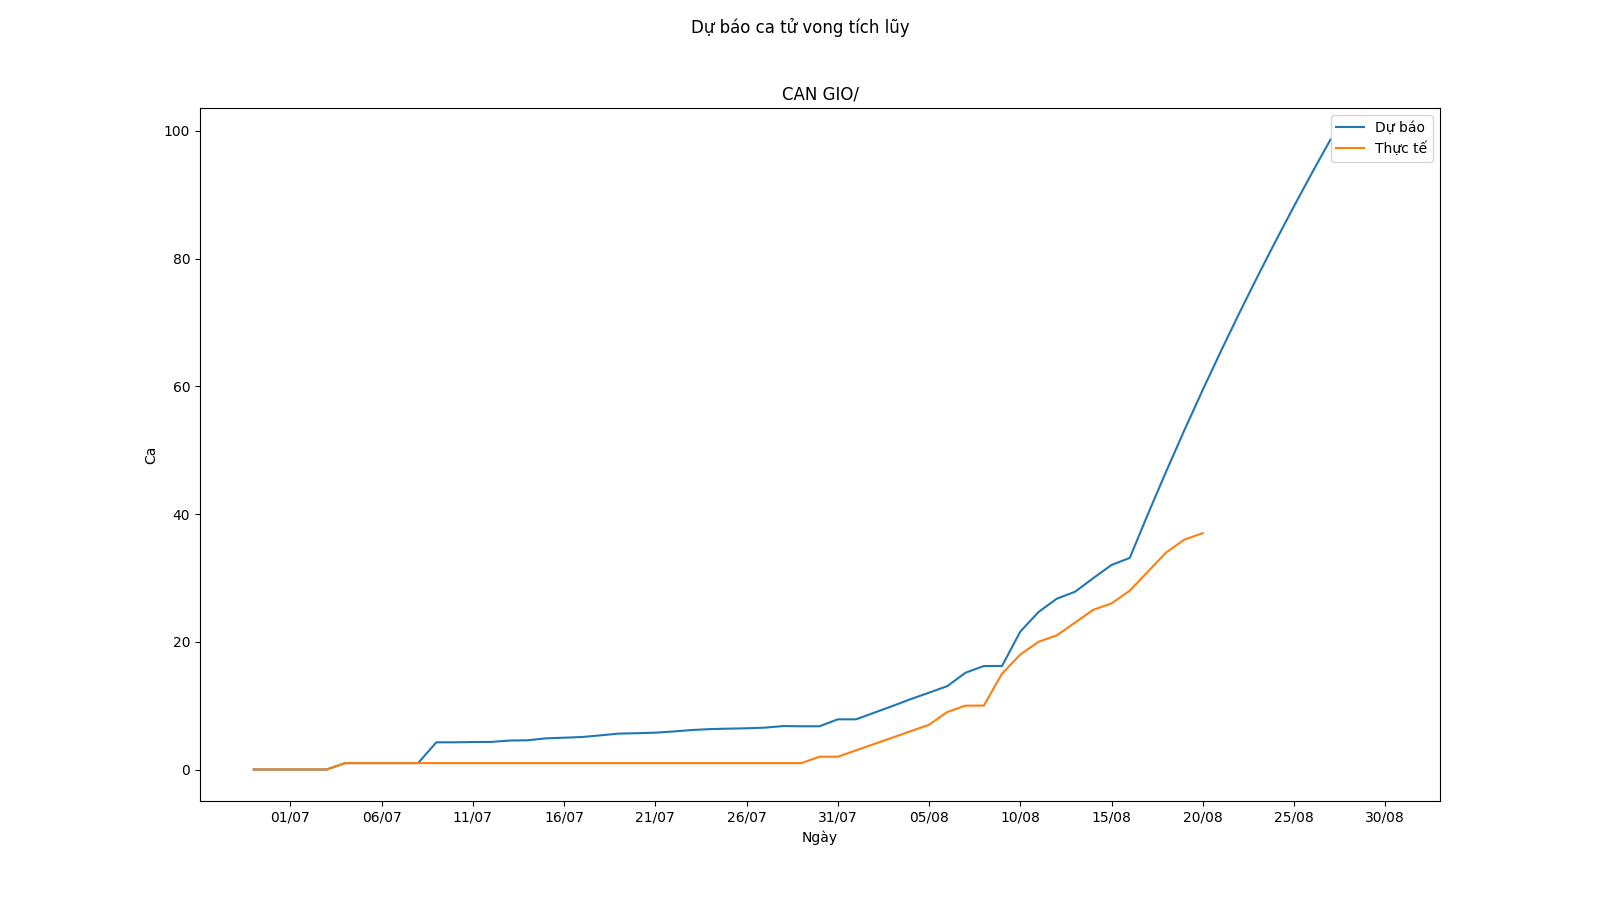 Dự báo ca tử vong tích lũy
CAN GIO/
Dự báo
Thực tế
100
80
60
40
20
0
Ca
01/07 06/07 11/07 16/07 21/07 26/07 31/07 05/08 10/08 15/08 20/08 25/08 30/08
Ngày